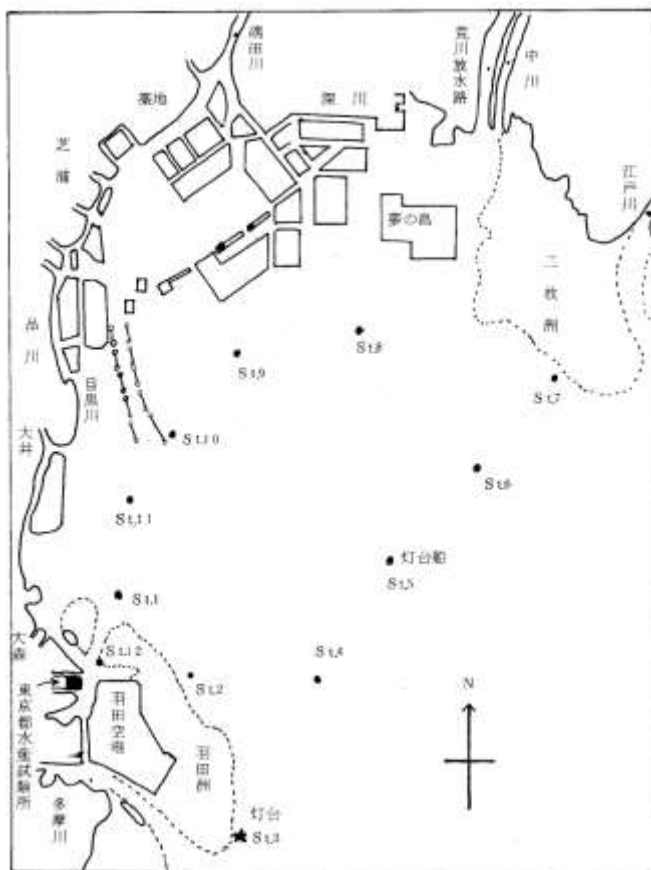 隅田川
荒川放水路
中川
築地
深川
芝浦
江戸川
夢の島
三枚洲
品川
目黒川
St,8
St,9
St,7
大井
St,10
St,6
St,11
灯台船
St,5
St,1
大森
St,12
St,4
St,2
N
東京都水産試験所
羽田空港
羽田洲
多摩川
灯台
St,3